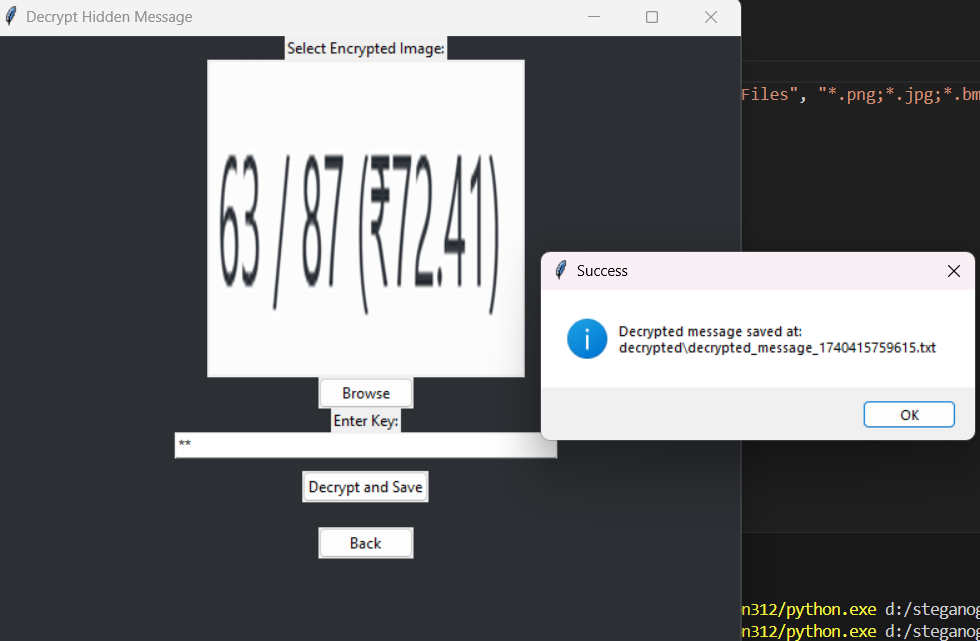 Decrypt Hidden Message
Select Encrypted Image:
63 / 87 (₹72.41)
Browse
Enter Key:
**
Decrypt and Save
Back
Files", "*.png;*.jpg;*.bm
Success
Decrypted message saved at:
decrypted\decrypted_message_1740415759615.txt
OK
n312/python.exe d:/steganog
n312/python.exe d:/steganog